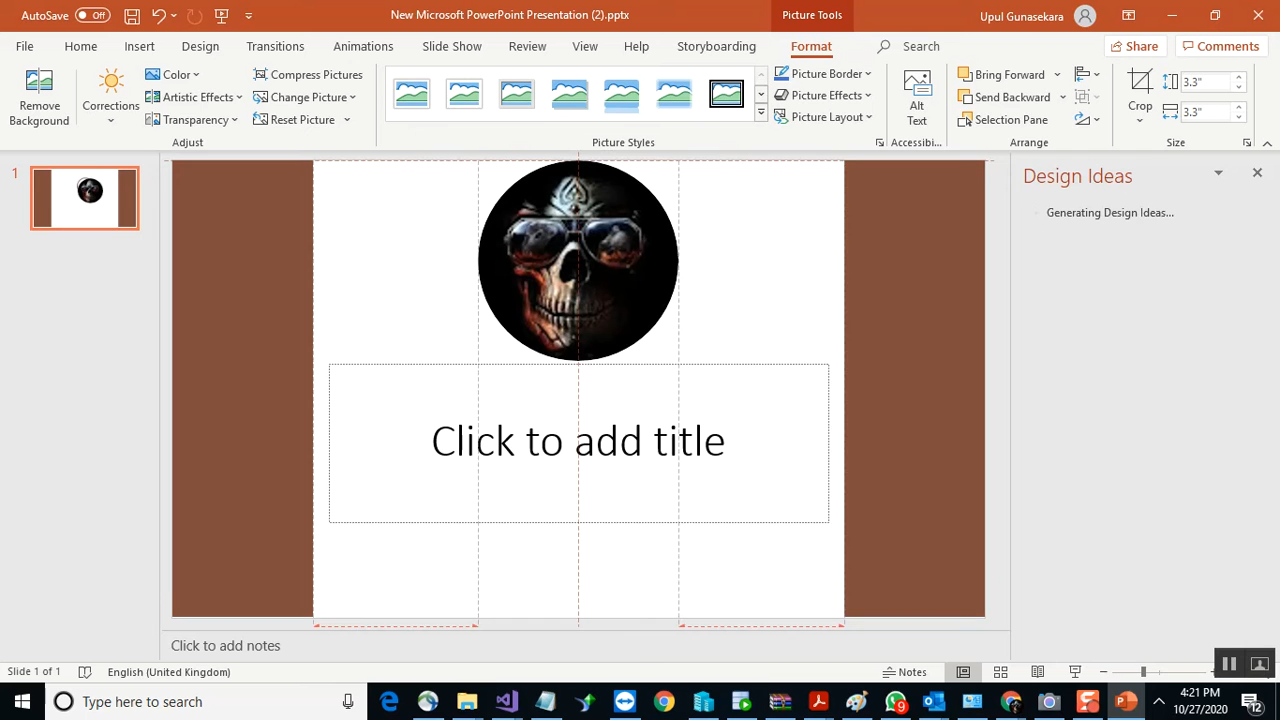 AutoSave Off
New Microsoft PowerPoint Presentation (2).pptx
Picture Tools
Upul Gunasekara
File Home Insert Design Transitions Animations Slide Show Review View Help Storyboarding Format Search
Share Comments
Remove Background
Corrections
Color
Artistic Effects
Transparency
Compress Pictures
Change Picture
Reset Picture
Picture Border
Picture Effects
Picture Layout
Alt Text
Bring Forward
Send Backward
Selection Pane
Crop
3.3"
3.3"
Adjust
Picture Styles
Accessibi...
Arrange
Size
1
Design Ideas
Generating Design Ideas...
Click to add title
Click to add notes
Slide 1 of 1
English (United Kingdom)
Notes
Type here to search
9
4:21 PM
10/27/2020
12